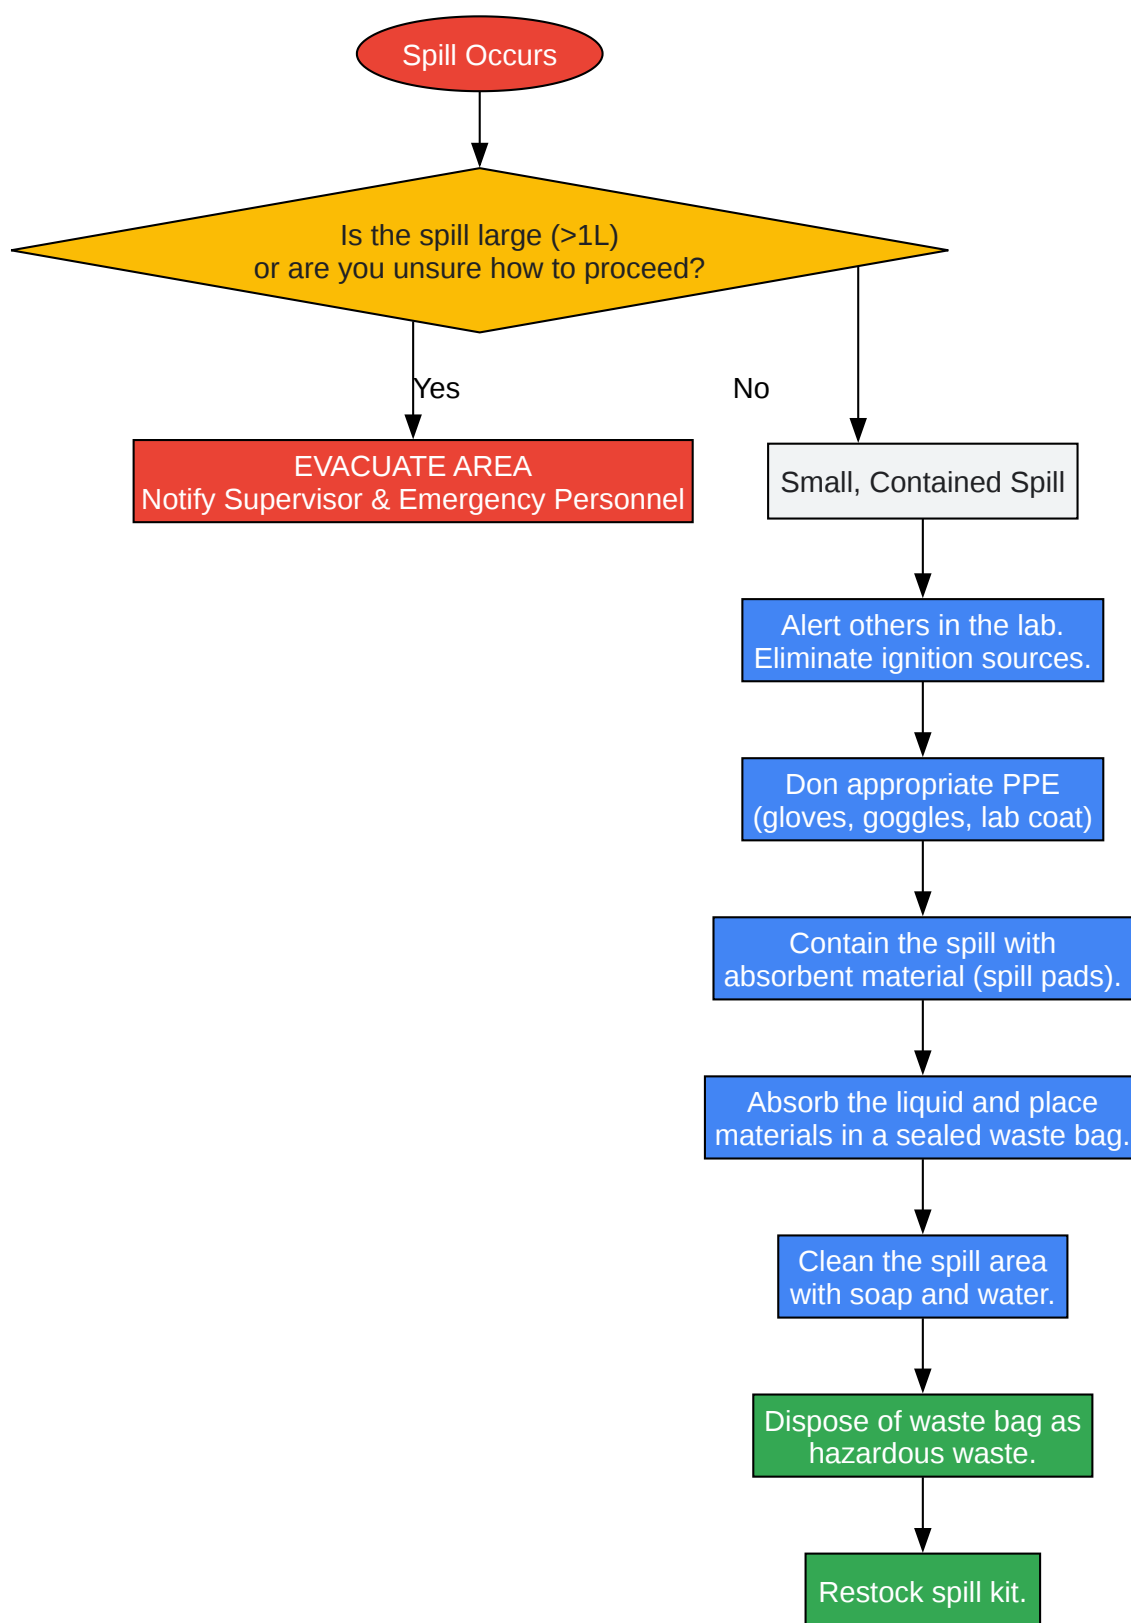 Spill Occurs
Is the spill large (>1L)
or are you unsure how to proceed?
Yes
No
EVACUATE AREA
Notify Supervisor & Emergency Personnel
Small, Contained Spill
Alert others in the lab.
Eliminate ignition sources.
Don appropriate PPE
(gloves, goggles, lab coat)
Contain the spill with
absorbent material (spill pads).
Absorb the liquid and place
materials in a sealed waste bag.
Clean the spill area
with soap and water.
Dispose of waste bag as
hazardous waste.
Restock spill kit.